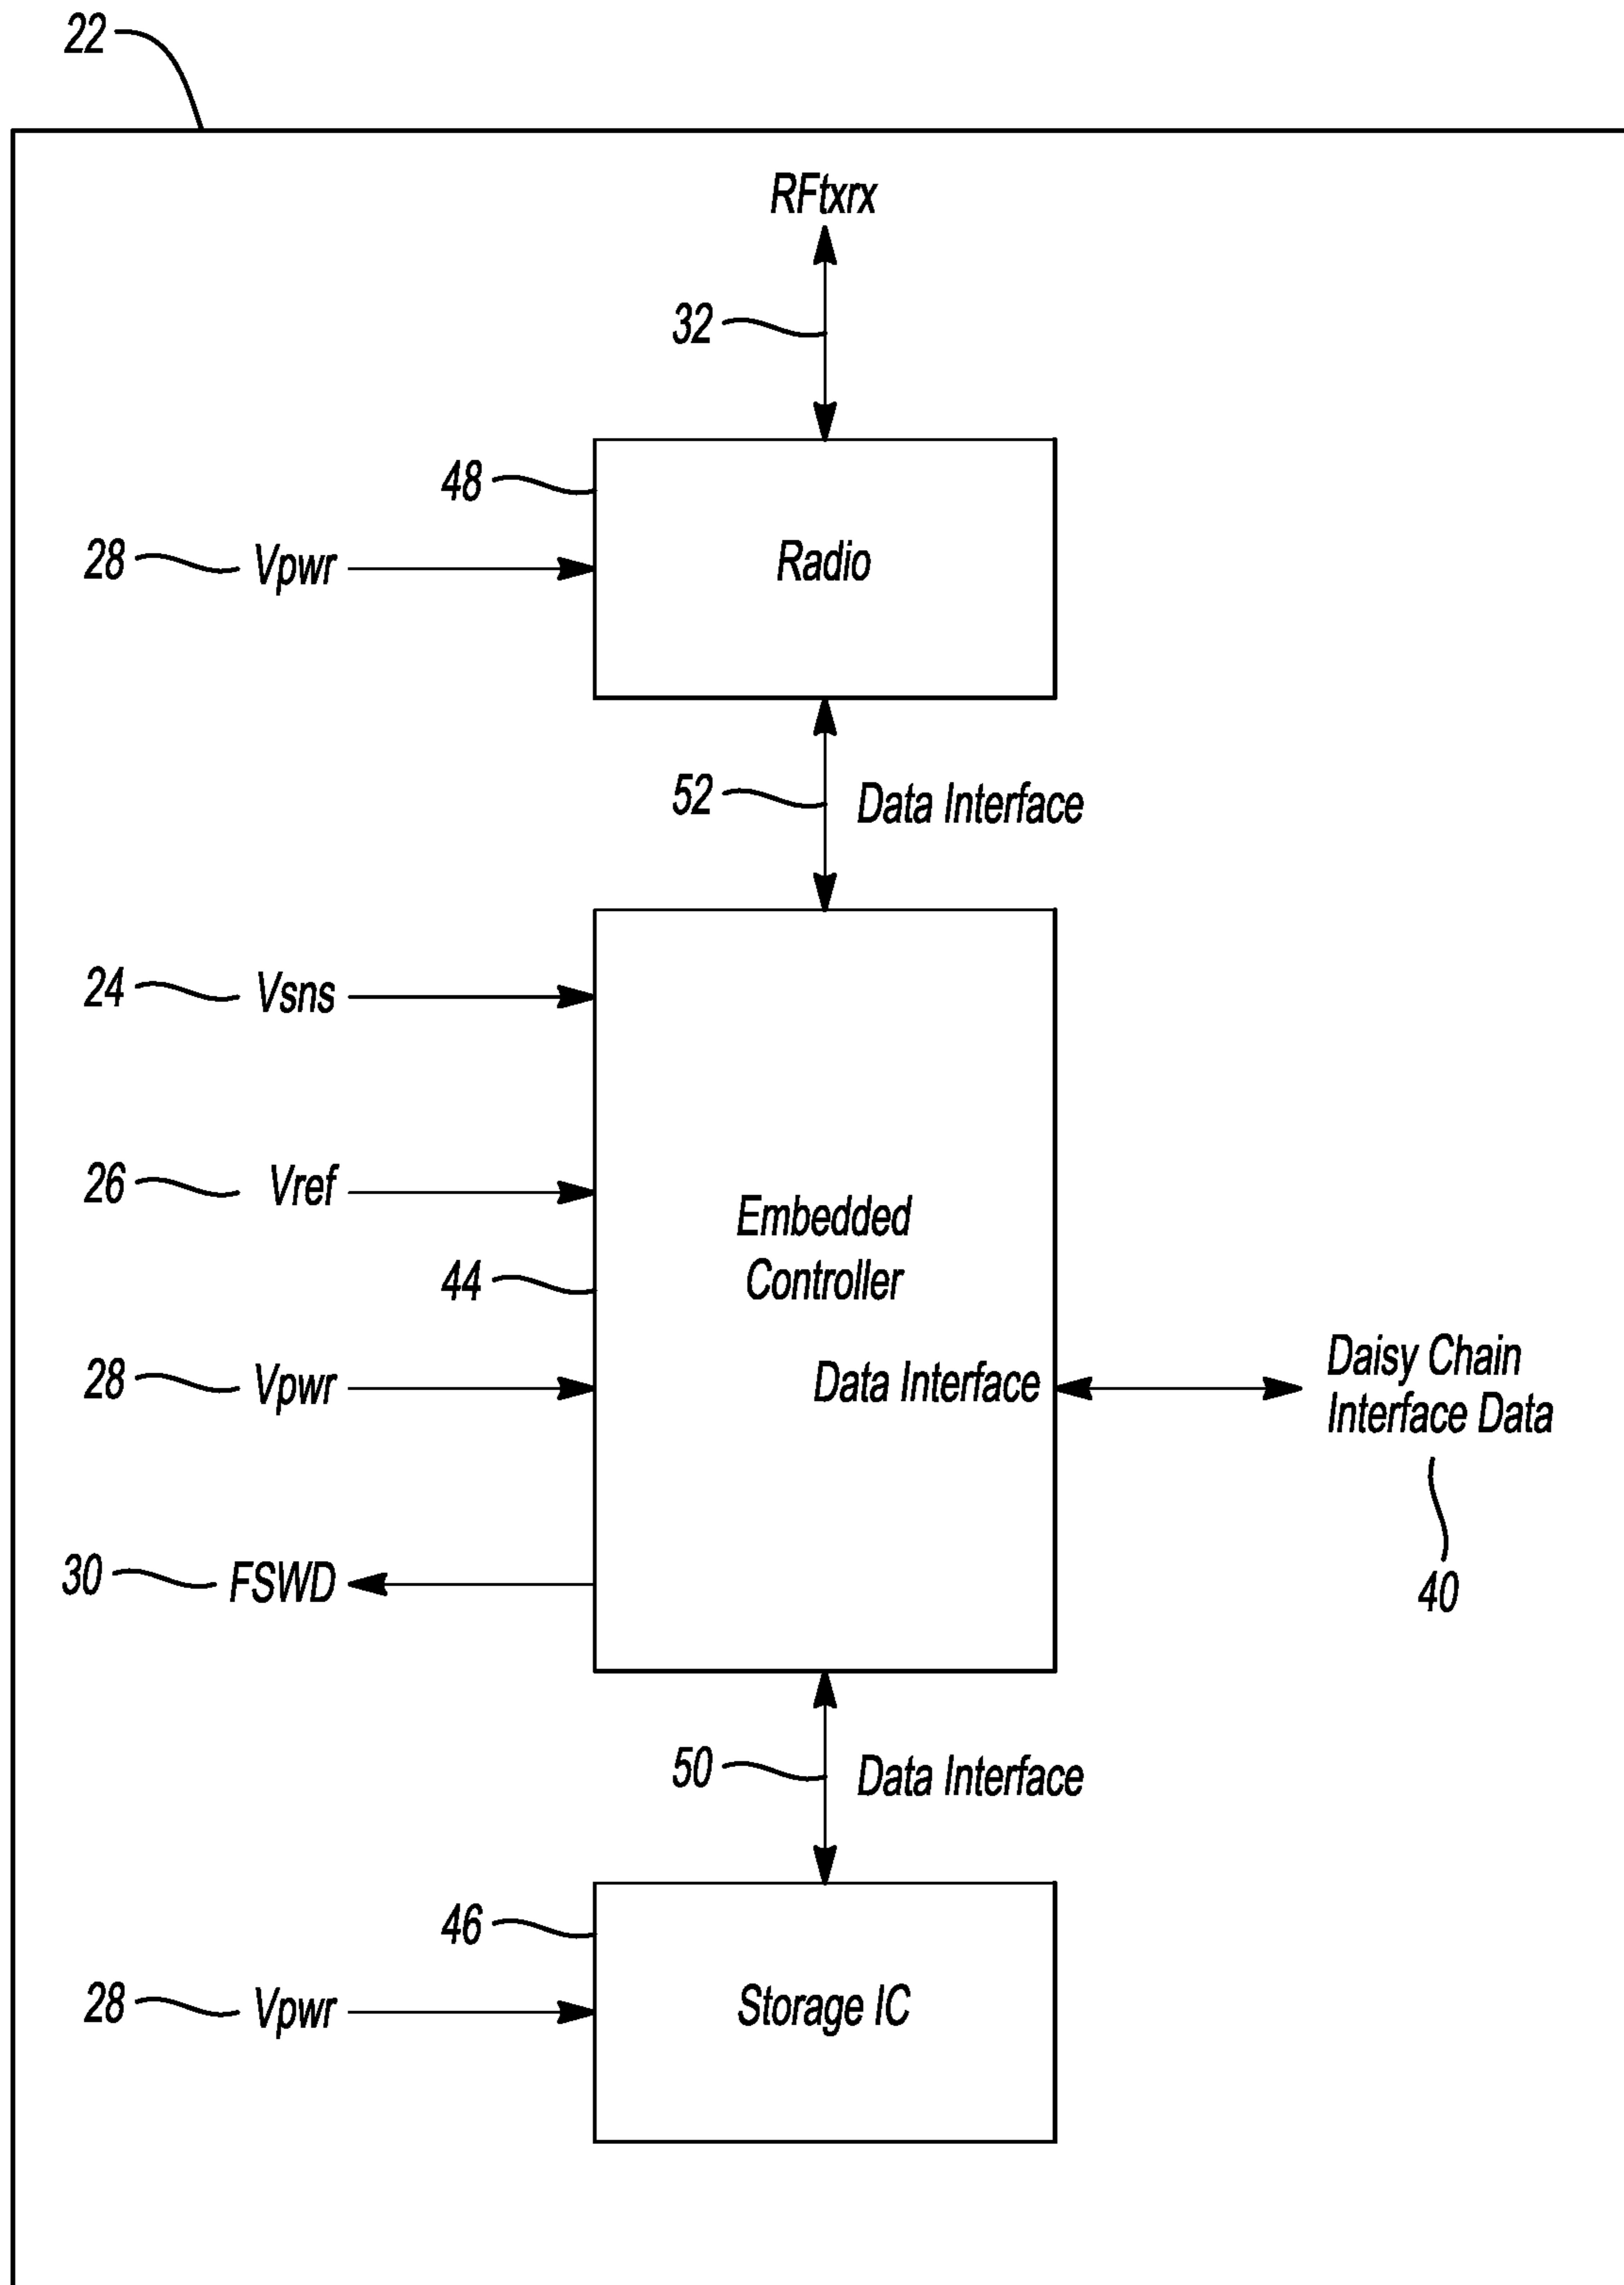 22
RFtxrx
32
48
28 Vpwr
Radio
52 Data Interface
24 Vsns
26 Vref
Embedded
Controller
44
28 Vpwr
Data Interface
Daisy Chain
Interface Data
40
30 FSWD
50 Data Interface
46
28 Vpwr
Storage IC